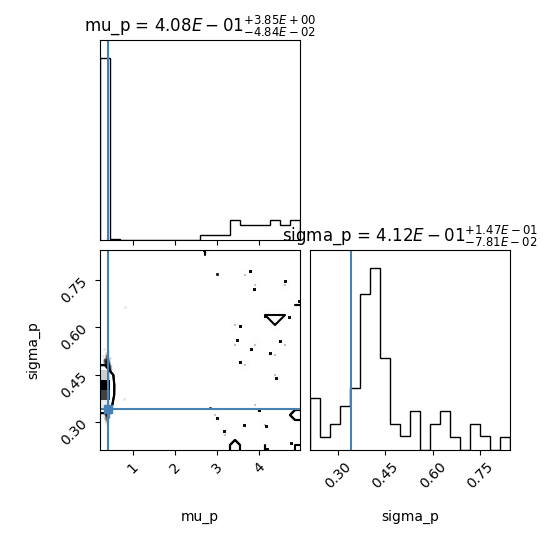 mu_p = 4.08E − 01+3.85E + 00
−4.84E − 02
sigma_p = 4.12E − 01+1.47E − 01
−7.81E − 02
sigma_p
0.75
0.60
0.45
0.30
1 2 3 4
0.30 0.45 0.60 0.75
mu_p
sigma_p